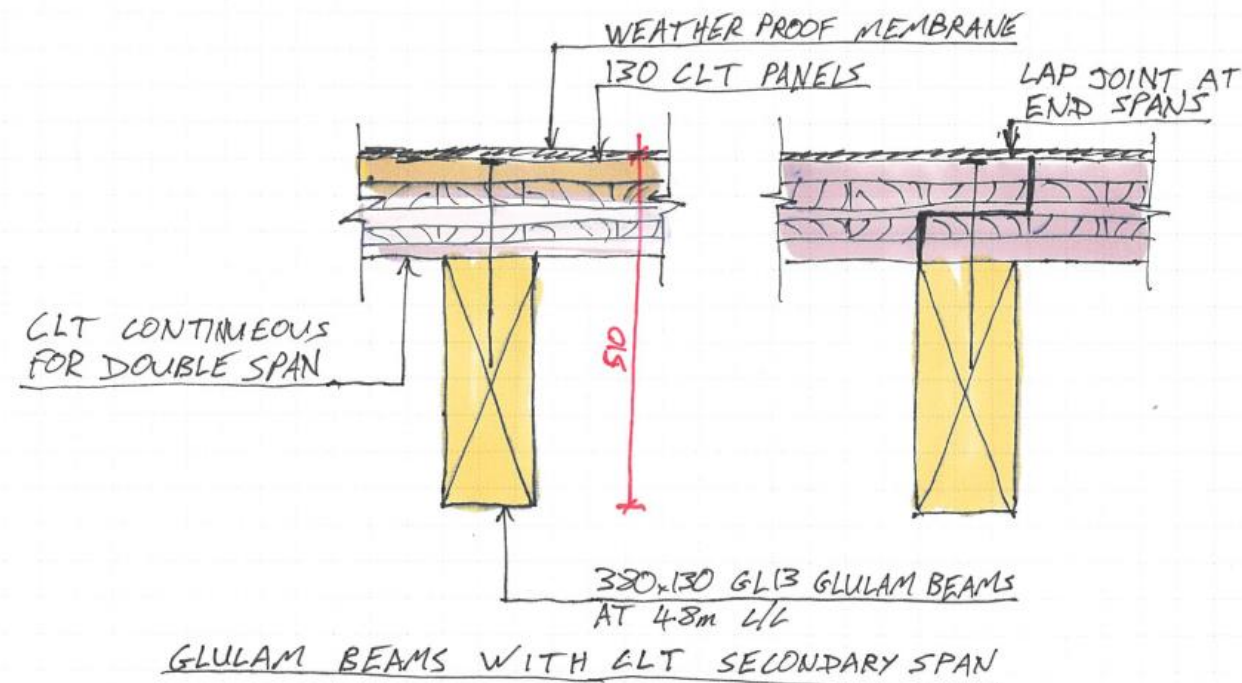 WEATHER PROOF MEMBRANE
130 CLT PANELS
LAP JOINT AT
END SPANS
CLT CONTINUEOUS
FOR DOUBLE SPAN
510
380x130 GL13 GLULAM BEAMS
AT 4.8m C/C
GLULAM BEAMS WITH CLT SECONDARY SPAN